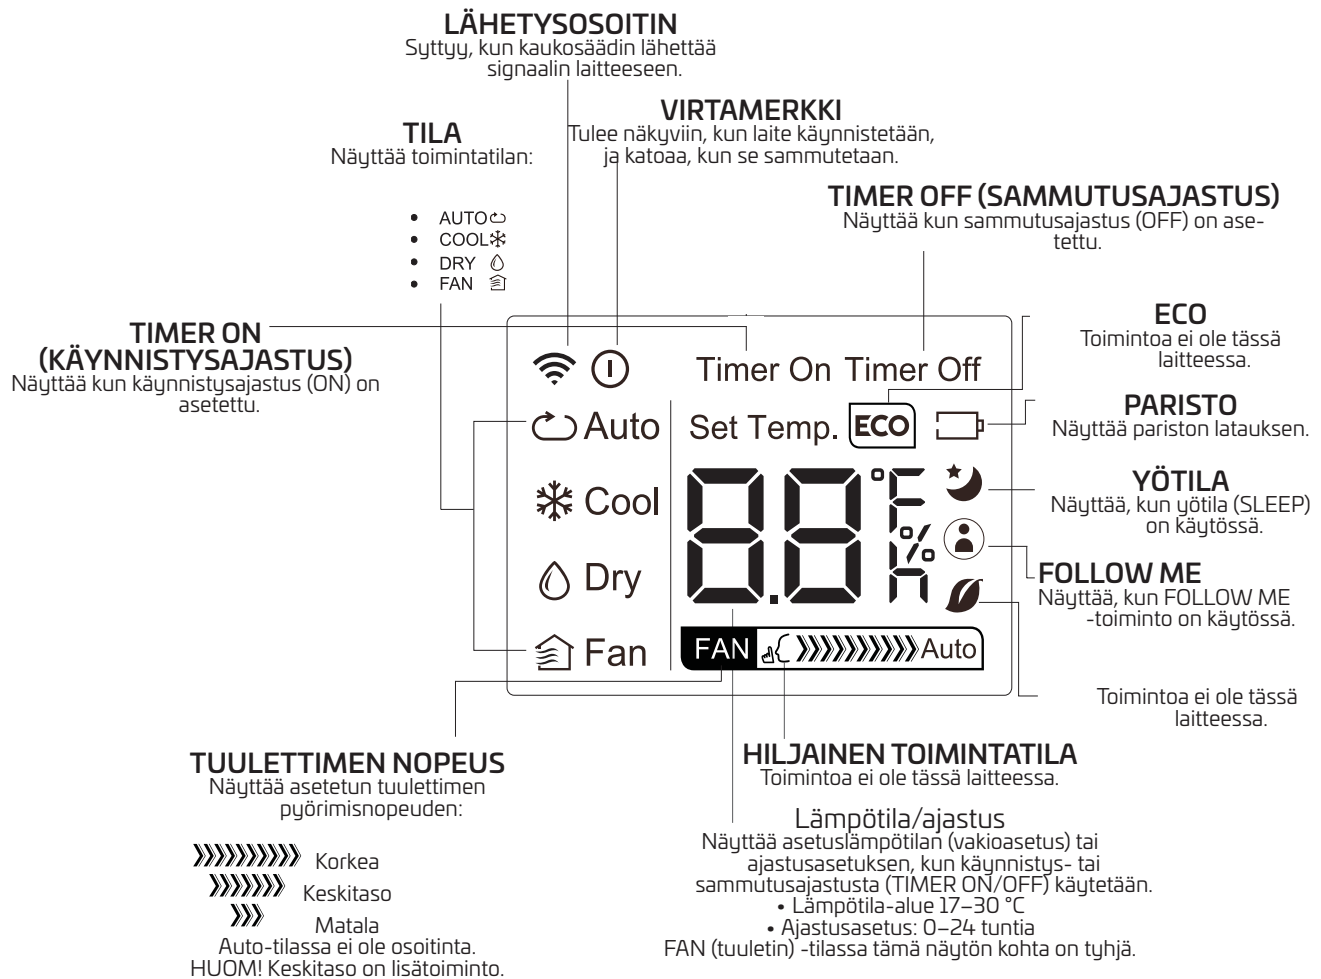 LÄHETYSOSOITIN
Syttyy, kun kaukosäädin lähettää
signaalin laitteeseen.
VIRTAMERKKI
Tulee näkyviin, kun laite käynnistetään,
ja katoaa, kun se sammutetaan.
TILA
Näyttää toimintatilan:
• AUTO
• COOL
• DRY
• FAN
TIMER OFF (SAMMUTUSAJASTUS)
Näyttää kun sammutusajastus (OFF) on ase-
tettu.
TIMER ON
(KÄYNNISTYSAJASTUS)
Näyttää kun käynnistysajastus (ON) on
asetettu.
ECO
Toimintoa ei ole tässä
laitteessa.
PARISTO
Näyttää pariston latauksen.
YÖTILA
Näyttää, kun yötila (SLEEP)
on käytössä.
FOLLOW ME
Näyttää, kun FOLLOW ME
-toiminto on käytössä.
Toimintoa ei ole tässä
laitteessa.
Timer On Timer Off
Auto
Set Temp. ECO
Cool
8.8 °F
%
h
Dry
Fan
FAN Auto
TUULETTIMEN NOPEUS
Näyttää asetetun tuulettimen
pyörimisnopeuden:
Korkea
Keskitaso
Matala
Auto-tilassa ei ole osoitinta.
HUOM! Keskitaso on lisätoiminto.
HILJAINEN TOIMINTATILA
Toimintoa ei ole tässä laitteessa.
Lämpötila/ajastus
Näyttää asetuslämpötilan (vakioasetus) tai
ajastusasetuksen, kun käynnistys- tai
sammutusajastusta (TIMER ON/OFF) käytetään.
• Lämpötila-alue 17–30 °C
• Ajastusasetus: 0–24 tuntia
FAN (tuuletin) -tilassa tämä näytön kohta on tyhjä.